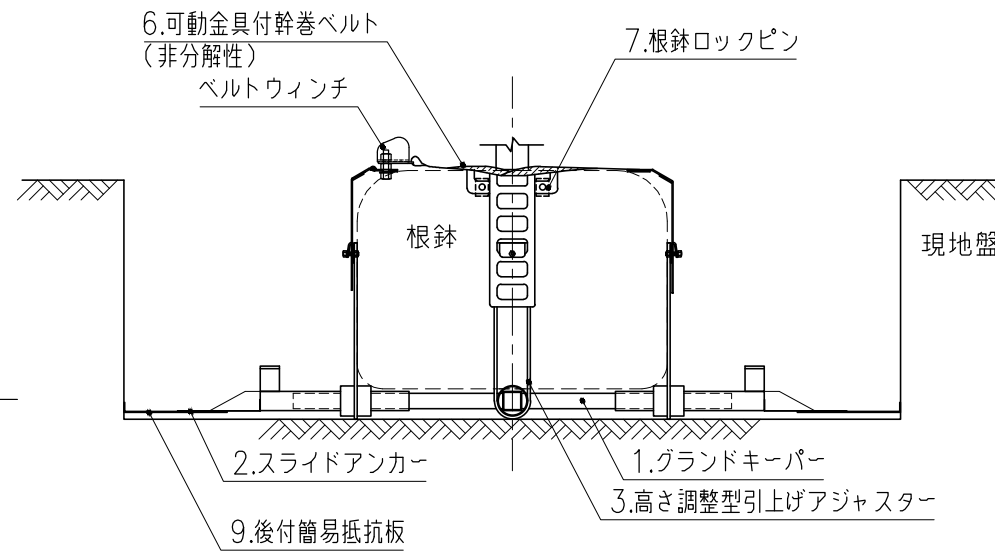 6.可動金具付幹巻ベルト
（非分解性）
ベルトウィンチ
7.根鉢ロックピン
根鉢
現地盤
2.スライドアンカー
1.グランドキーパー
3.高さ調整型引上げアジャスター
9.後付簡易抵抗板